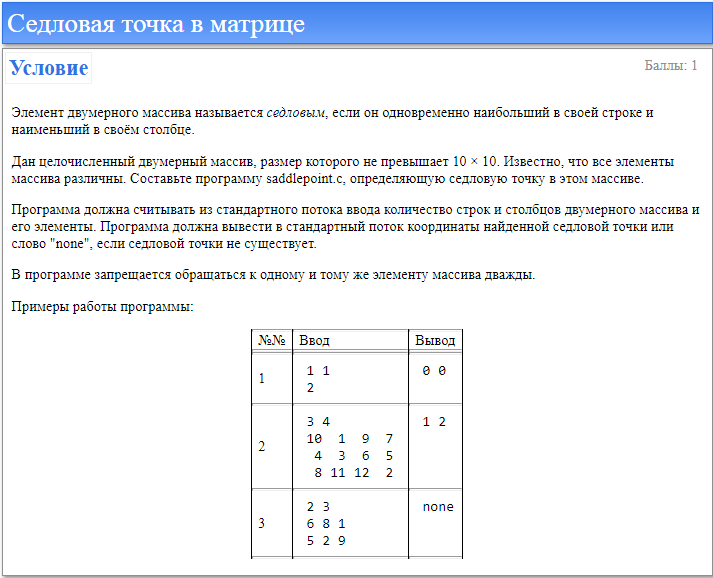 Седловая точка в матрице
Условие
Баллы: 1
Элемент двумерного массива называется седловым, если он одновременно наибольший в своей строке и
наименьший в своём столбце.
Дан целочисленный двумерный массив, размер которого не превышает 10 × 10. Известно, что все элементы
массива различны. Составьте программу saddlepoint.c, определяющую седловую точку в этом массиве.
Программа должна считывать из стандартного потока ввода количество строк и столбцов двумерного массива и
его элементы. Программа должна вывести в стандартный поток координаты найденной седловой точки или
слово "none", если седловой точки не существует.
В программе запрещается обращаться к одному и тому же элементу массива дважды.
Примеры работы программы:
№№ Ввод Вывод
1 1 0 0
1
2
3 4 1 2
10 1 9 7
2
4 3 6 5
8 11 12 2
2 3 none
6 8 1
3
5 2 9